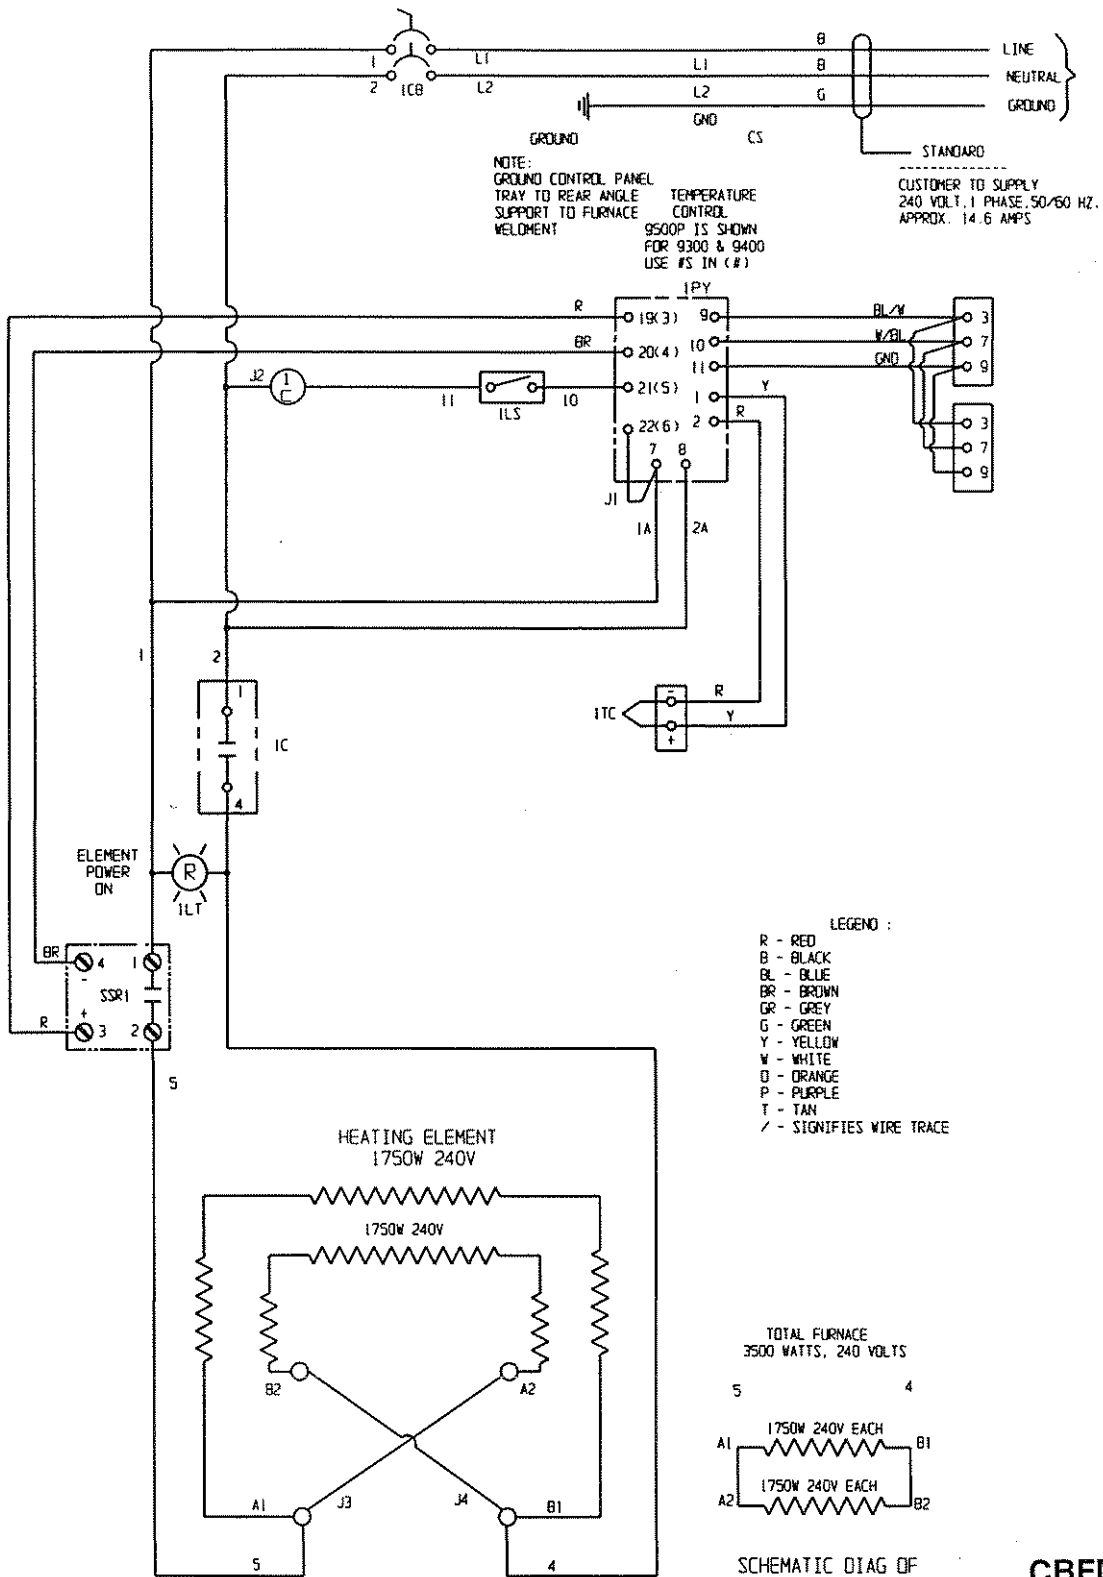 B
LINE
1
L1
L1
B
NEUTRAL
2
1CB
L2
L2
G
GROUND
GND
GROUND
CS
STANDARD
NOTE:
GROUND CONTROL PANEL
TRAY TO REAR ANGLE
SUPPORT TO FURNACE
WELDMENT
TEMPERATURE
CONTROL
9500P IS SHOWN
FOR 9300 & 9400
USE #S IN (#)
CUSTOMER TO SUPPLY
240 VOLT,1 PHASE,50/60 HZ.
APPROX. 14.6 AMPS
1PY
R
19(3)
9
BL/W
3
BR
20(4)
10
W/BL
7
J2
1
C
11
1LS
10
21(5)
11
GND
9
1
Y
22(6)
2
R
3
7
8
7
J1
9
1A
2A
1
2
1
1TC
-
R
+
Y
1C
4
ELEMENT
POWER
ON
R
1LT
BR
4
1
-
SSR1
+
R
3
2
5
LEGEND :
R - RED
B - BLACK
BL - BLUE
BR - BROWN
GR - GREY
G - GREEN
Y - YELLOW
W - WHITE
O - ORANGE
P - PURPLE
T - TAN
/ - SIGNIFIES WIRE TRACE
HEATING ELEMENT
1750W 240V
1750W 240V
B2
A2
A1
J3
J4
B1
5
4
TOTAL FURNACE
3500 WATTS, 240 VOLTS
5
4
1750W 240V EACH
A1
B1
1750W 240V EACH
A2
B2
SCHEMATIC DIAG OF